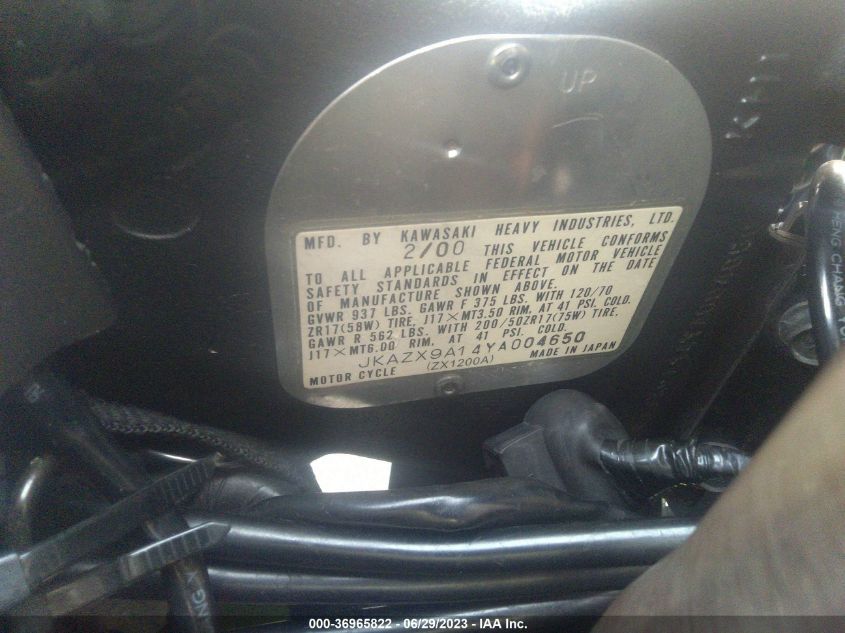 UP
MFD. BY KAWASAKI HEAVY INDUSTRIES, LTD.
2/00 THIS VEHICLE CONFORMS
TO ALL APPLICABLE FEDERAL MOTOR VEHICLE
SAFETY STANDARDS IN EFFECT ON THE DATE
OF MANUFACTURE SHOWN ABOVE.
GVWR 937 LBS. GAWR F 375 LBS. WITH 120/70
ZR17(58W) TIRE, J17×MT3.50 RIM, AT 41 PSI. COLD.
GAWR R 562 LBS. WITH 200/50ZR17(75W) TIRE,
J17×MT6.00 RIM. AT 41 PSI. COLD.
JKAZX9A14YA004650
MOTOR CYCLE (ZX1200A) MADE IN JAPAN
000-36965822 - 06/29/2023 - IAA Inc.